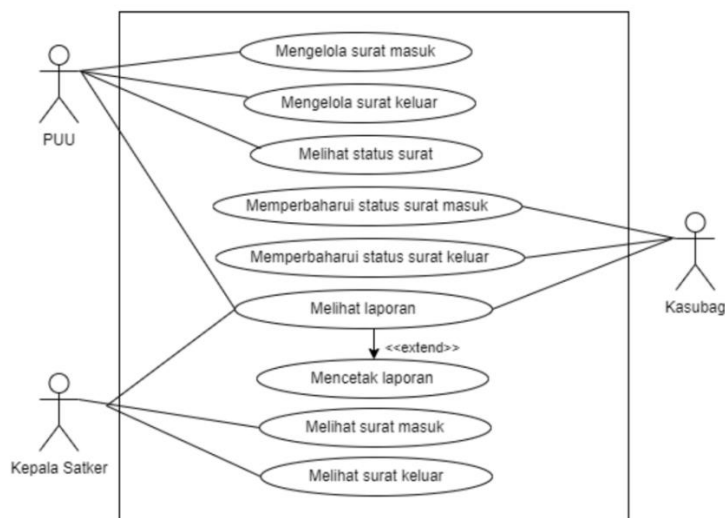 Mengelola surat masuk
Mengelola surat keluar
PUU
Melihat status surat
Memperbaharui status surat masuk
Memperbaharui status surat keluar
Kasubag
Melihat laporan
<<extend>>
Mencetak laporan
Melihat surat masuk
Kepala Satker
Melihat surat keluar